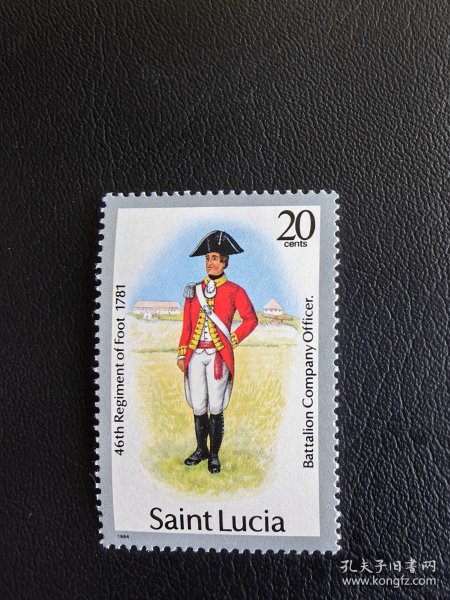 20
cents
46th Regiment of Foot 1781
Battalion Company Officer.
Saint Lucia
1984
孔夫子旧书网
www.kongfz.com